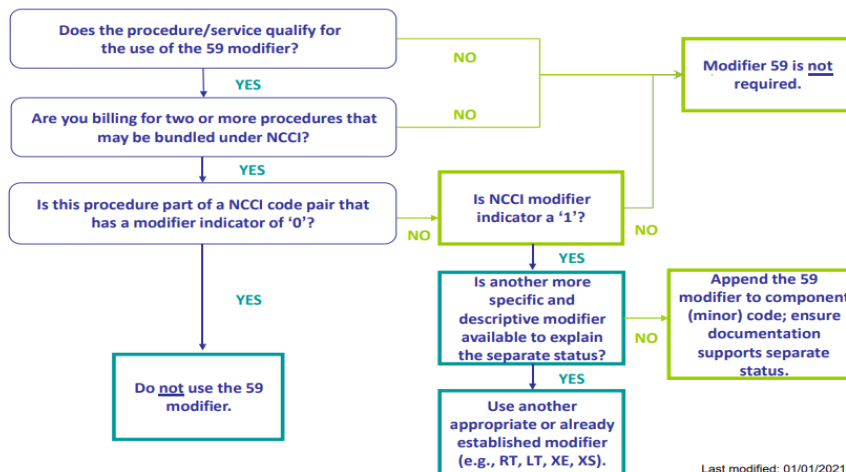 Does the procedure/service qualify for
the use of the 59 modifier?
NO
Modifier 59 is not
required.
YES
Are you billing for two or more procedures that
may be bundled under NCCI?
NO
YES
Is this procedure part of a NCCI code pair that
has a modifier indicator of ‘0’?
NO
Is NCCI modifier
indicator a ‘1’?
NO
YES
YES
Is another more
specific and
descriptive modifier
available to explain
the separate status?
NO
Append the 59
modifier to component
(minor) code; ensure
documentation
supports separate
status.
YES
Do not use the 59
modifier.
Use another
appropriate or already
established modifier
(e.g., RT, LT, XE, XS).
Last modified: 01/01/2021